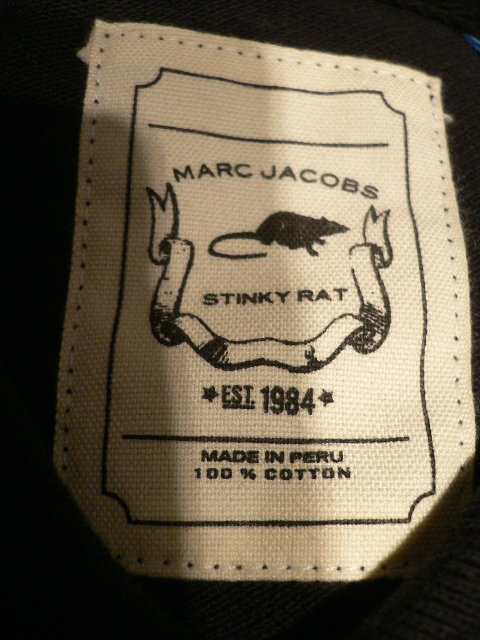 MARC JACOBS
STINKY RAT
★EST. 1984★
MADE IN PERU
100 % COTTON